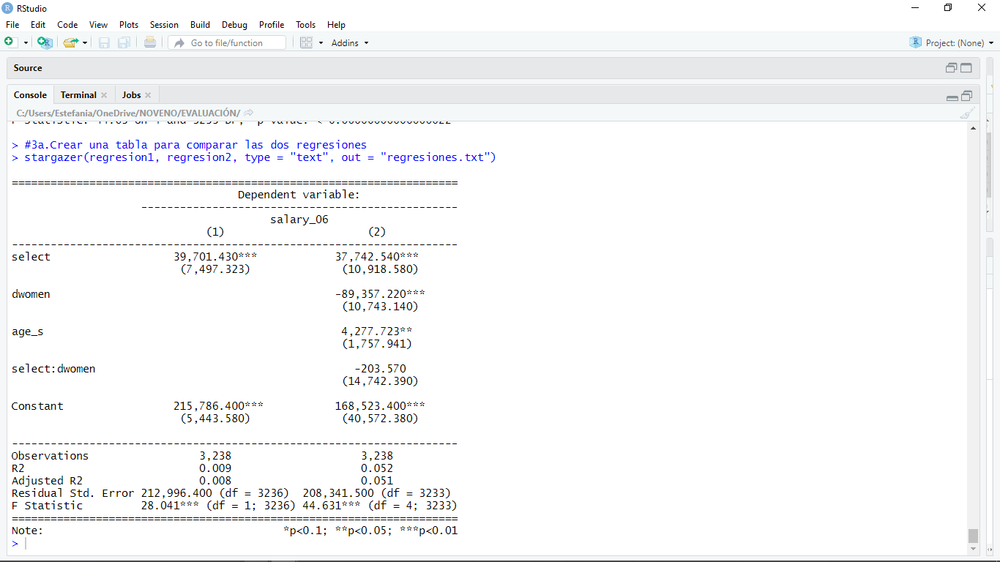 RStudio
File Edit Code View Plots Session Build Debug Profile Tools Help
Go to file/function Addins Project: (None)
Source
Console Terminal Jobs
C:/Users/Estefania/OneDrive/NOVENO/EVALUACIÓN/
> #3a.Crear una tabla para comparar las dos regresiones
> stargazer(regresion1, regresion2, type = "text", out = "regresiones.txt")
=====================================================================
Dependent variable:
-------------------------------------------------
salary_06
(1) (2)
---------------------------------------------------------------------
select 39,701.430*** 37,742.540***
(7,497.323) (10,918.580)
dwomen -89,357.220***
(10,743.140)
age_s 4,277.723**
(1,757.941)
select:dwomen -203.570
(14,742.390)
Constant 215,786.400*** 168,523.400***
(5,443.580) (40,572.380)
---------------------------------------------------------------------
Observations 3,238 3,238
R2 0.009 0.052
Adjusted R2 0.008 0.051
Residual Std. Error 212,996.400 (df = 3236) 208,341.500 (df = 3233)
F Statistic 28.041*** (df = 1; 3236) 44.631*** (df = 4; 3233)
=====================================================================
Note: *p<0.1; **p<0.05; ***p<0.01
>